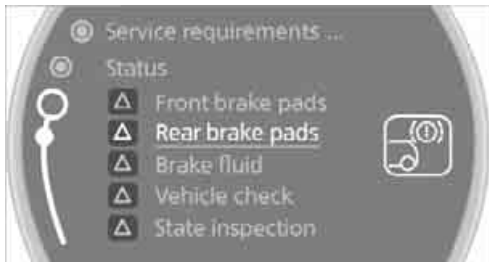 Service requirements ...
Status
Front brake pads
Rear brake pads
Brake fluid
Vehicle check
State inspection